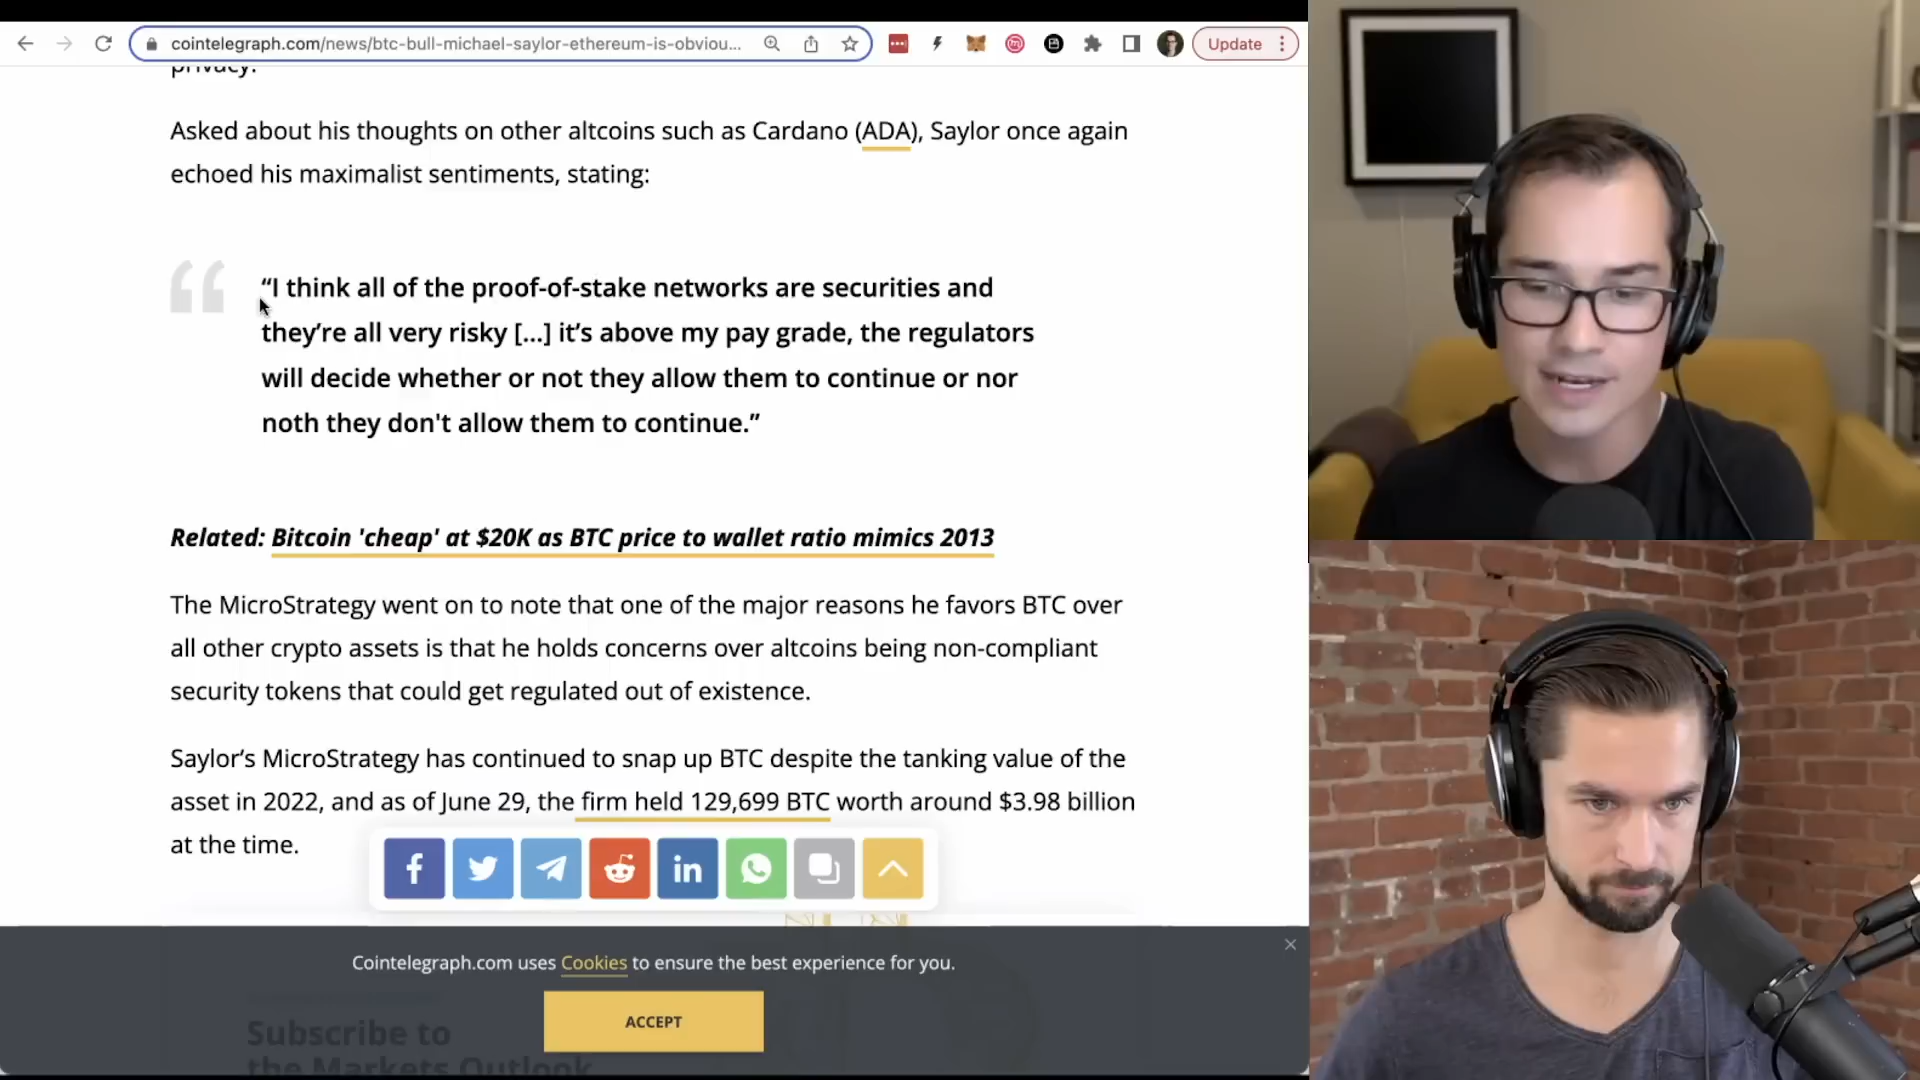 cointelegraph.com/news/btc-bull-michael-saylor-ethereum-is-obviou...
Update
privacy.
Asked about his thoughts on other altcoins such as Cardano (ADA), Saylor once again
echoed his maximalist sentiments, stating:
“I think all of the proof-of-stake networks are securities and
they’re all very risky [...] it’s above my pay grade, the regulators
will decide whether or not they allow them to continue or nor
noth they don't allow them to continue.”
Related: Bitcoin 'cheap' at $20K as BTC price to wallet ratio mimics 2013
The MicroStrategy went on to note that one of the major reasons he favors BTC over
all other crypto assets is that he holds concerns over altcoins being non-compliant
security tokens that could get regulated out of existence.
Saylor’s MicroStrategy has continued to snap up BTC despite the tanking value of the
asset in 2022, and as of June 29, the firm held 129,699 BTC worth around $3.98 billion
at the time.
Cointelegraph.com uses Cookies to ensure the best experience for you.
ACCEPT
Subscribe to
the Markets Outlook